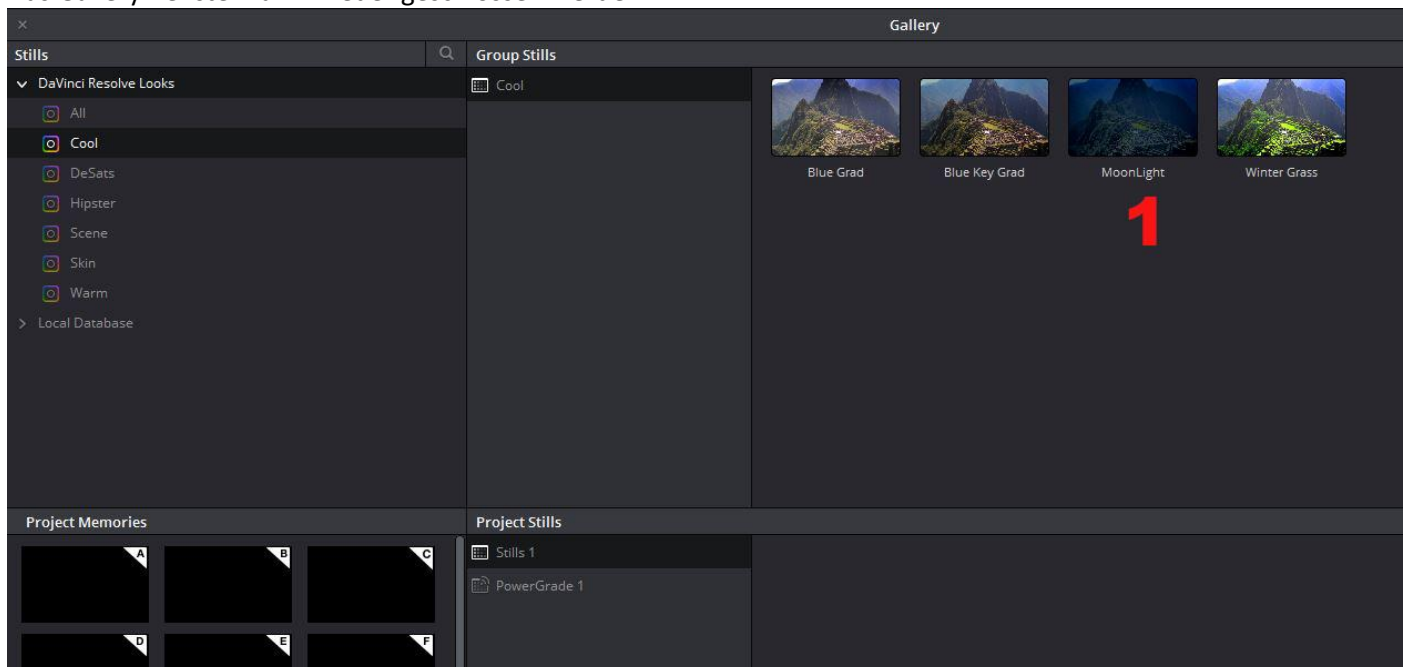 Gallery
Stills
Group Stills
DaVinci Resolve Looks
All
Cool
DeSats
Hipster
Scene
Skin
Warm
Local Database
Cool
Blue Grad
Blue Key Grad
MoonLight
Winter Grass
1
Project Memories
A
B
C
D
E
F
Project Stills
Stills 1
PowerGrade 1